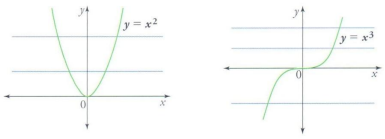 y
y = x²
0
x
y
y = x³
0
x